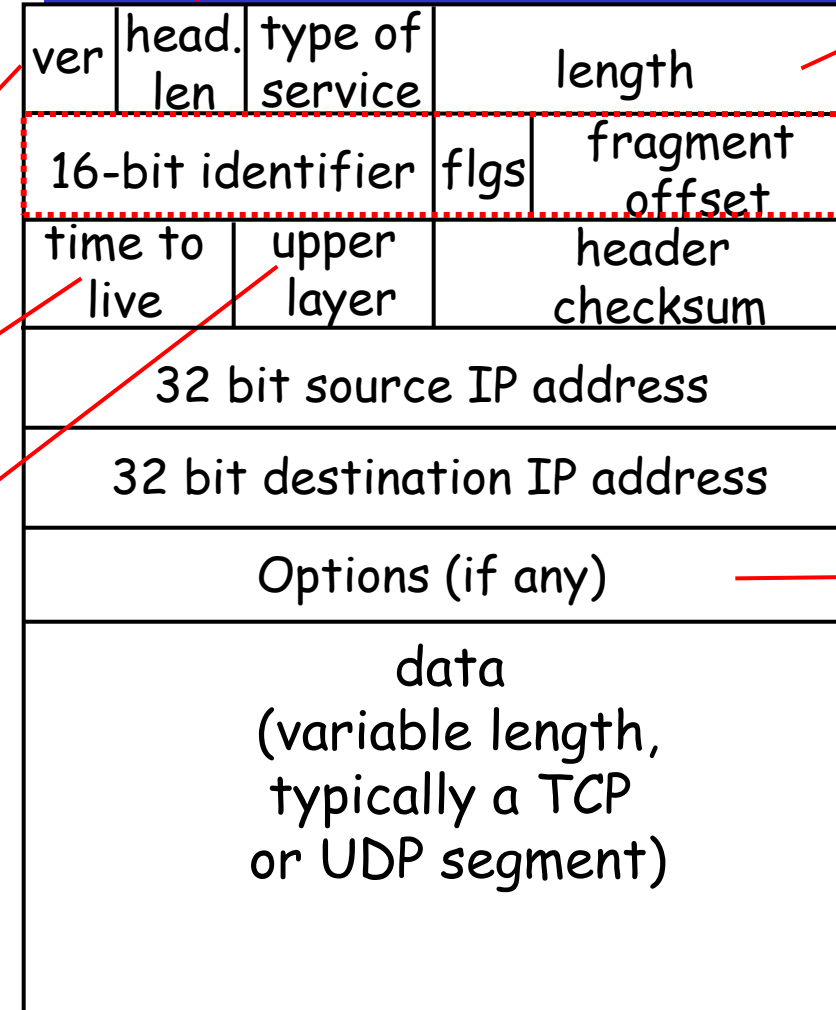 ver
head.
len
type of
service
length
16-bit identifier
flgs
fragment
offset
time to
live
upper
layer
header
checksum
32 bit source IP address
32 bit destination IP address
Options (if any)
data
(variable length,
typically a TCP
or UDP segment)